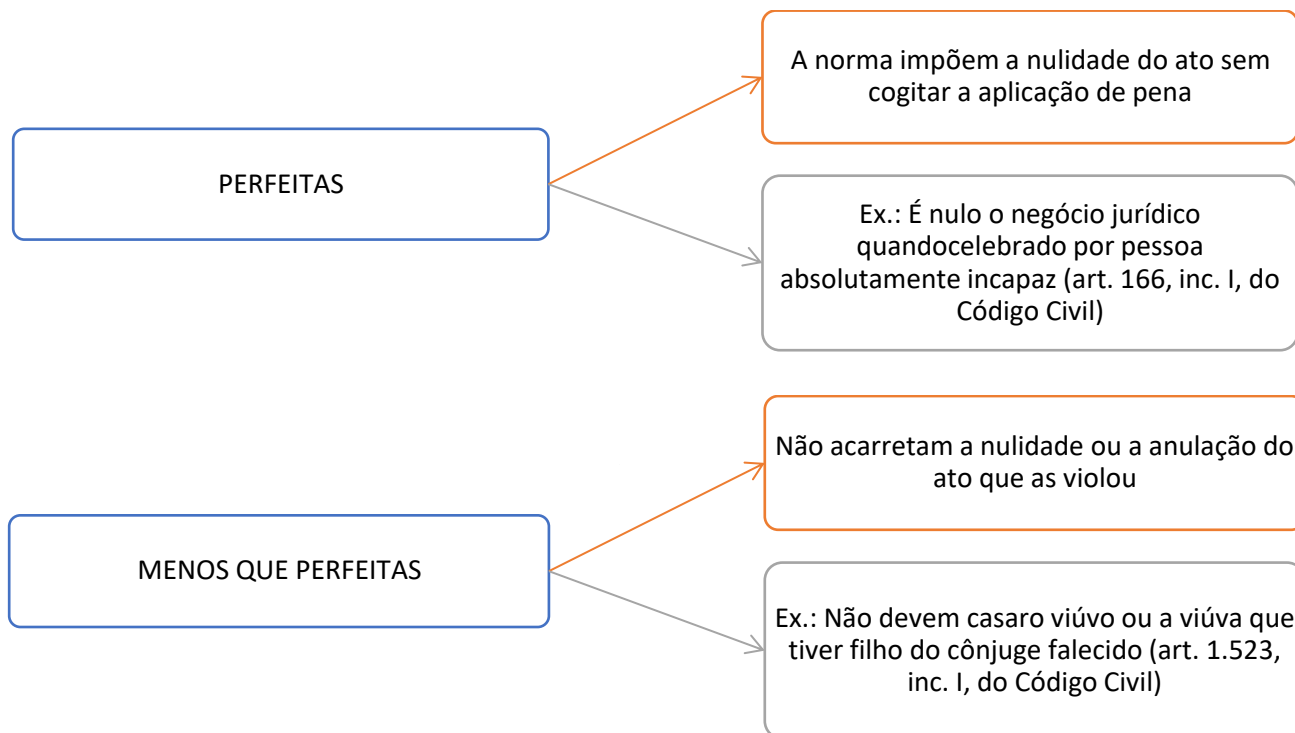 PERFEITAS
A norma impõem a nulidade do ato sem
cogitar a aplicação de pena
Ex.: É nulo o negócio jurídico
quandocelebrado por pessoa
absolutamente incapaz (art. 166, inc. I, do
Código Civil)
MENOS QUE PERFEITAS
Não acarretam a nulidade ou a anulação do
ato que as violou
Ex.: Não devem casaro viúvo ou a viúva que
tiver filho do cônjuge falecido (art. 1.523,
inc. I, do Código Civil)